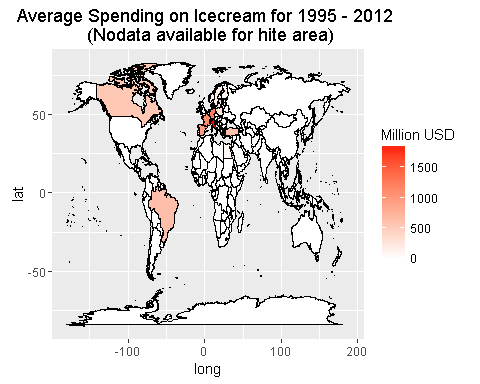 Average Spending on Icecream for 1995 - 2012
(Nodata available for hite area)
Million USD
1500
1000
500
0
50
0
-50
lat
-100
0
100
200
long